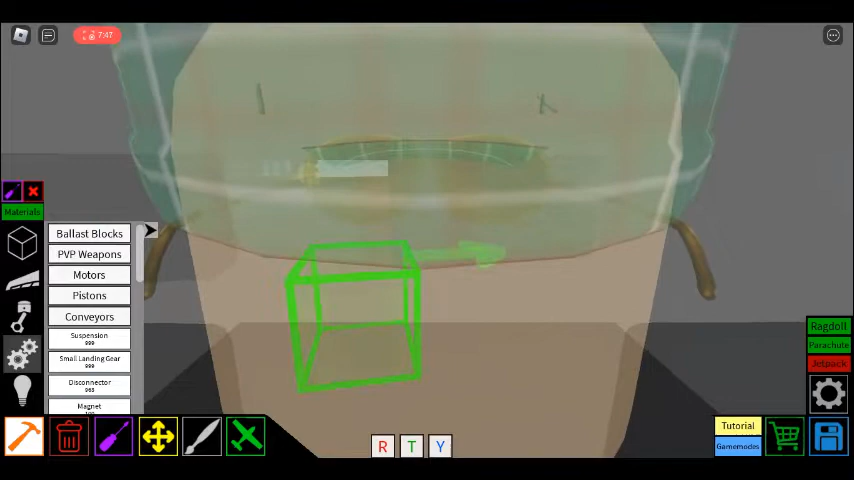 7:47
Materials
Ballast Blocks
PVP Weapons
Motors
Pistons
Conveyors
Suspension
999
Small Landing Gear
999
Disconnector
Magnet
Ragdoll
Parachute
Jetpack
Tutorial
Gamemodes
R T Y